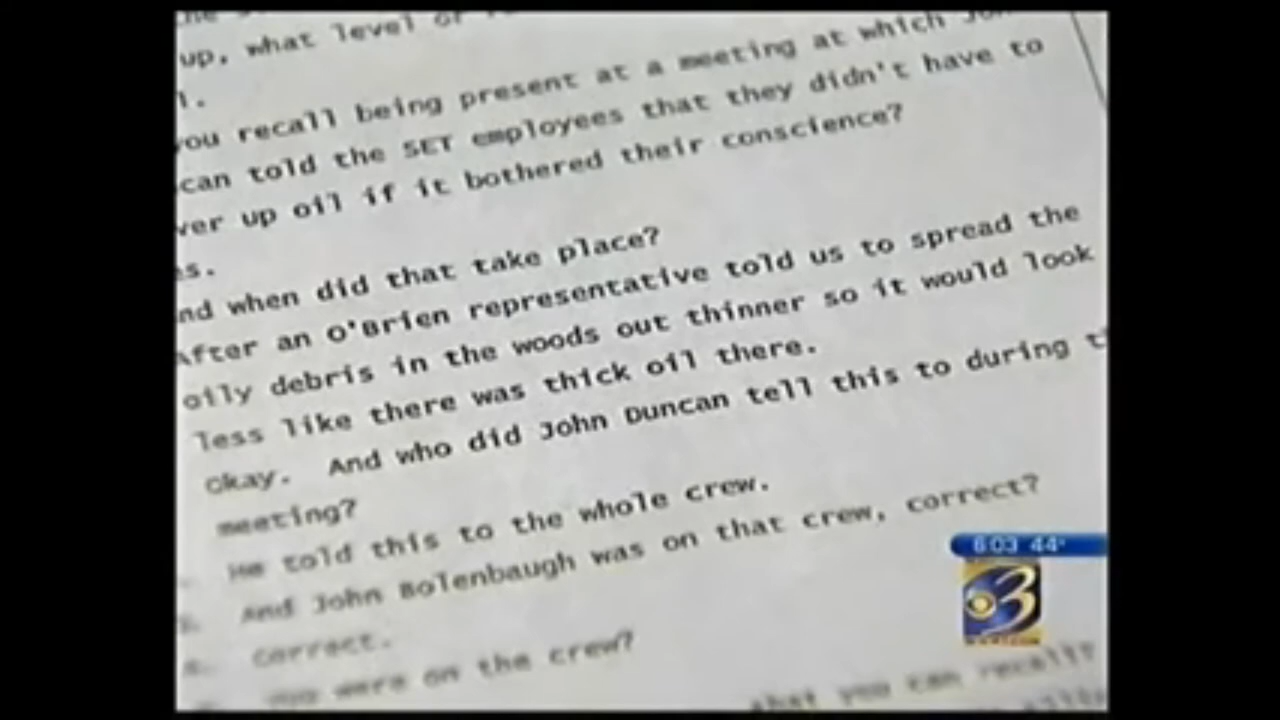 up, what level or
you recall being present at a meeting at which
can told the SET employees that they didn't have to
ver up oil if it bothered their conscience?
es.
nd when did that take place?
After an O'Brien representative told us to spread the
oily debris in the woods out thinner so it would look
less like there was thick oil there.
Okay. And who did John Duncan tell this to during
meeting?
He told this to the whole crew.
And John Bolenbaugh was on that crew, correct?
Correct.
were on the crew?
that you can recall
6:03 44°
3